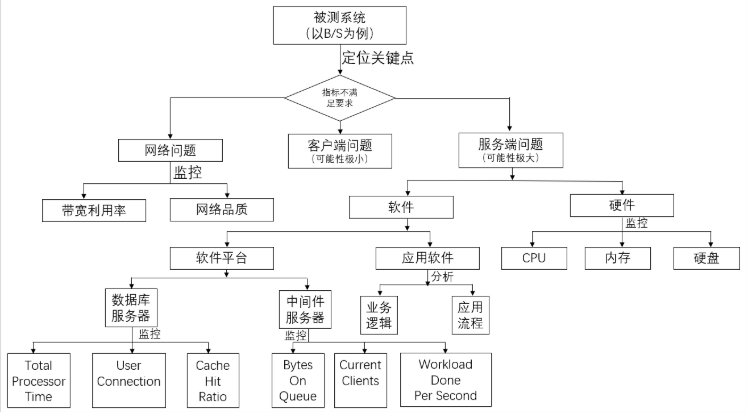 被测系统
（以B/S为例）
定位关键点
指标不满
足要求
网络问题
客户端问题
（可能性极小）
服务端问题
（可能性极大）
监控
带宽利用率
网络品质
软件
硬件
监控
软件平台
应用软件
CPU
内存
硬盘
分析
数据库
服务器
中间件
服务器
业务
逻辑
应用
流程
监控
监控
Total
Processor
Time
User
Connection
Cache
Hit
Ratio
Bytes
On
Queue
Current
Clients
Workload
Done
Per Second